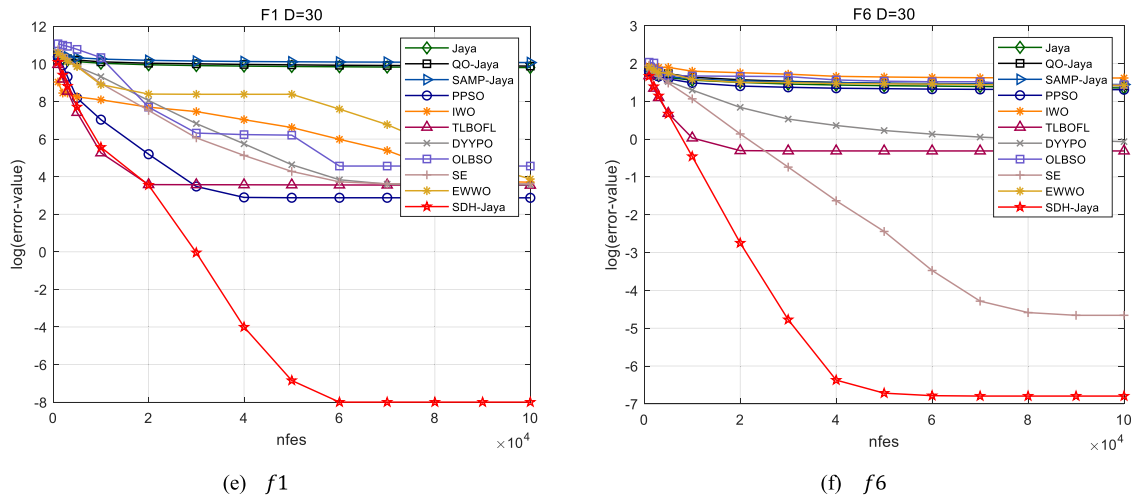 F1 D=30
12
10
8
6
4
2
0
-2
-4
-6
-8
log(error-value)
0
2
4
6
8
10
nfes
×10^4
Jaya
QO-Jaya
SAMP-Jaya
PPSO
IWO
TLBOFL
DYYPO
OLBSO
SE
EWWO
SDH-Jaya
(e) f1
F6 D=30
3
2
1
0
-1
-2
-3
-4
-5
-6
-7
log(error-value)
0
2
4
6
8
10
nfes
×10^4
Jaya
QO-Jaya
SAMP-Jaya
PPSO
IWO
TLBOFL
DYYPO
OLBSO
SE
EWWO
SDH-Jaya
(f) f6